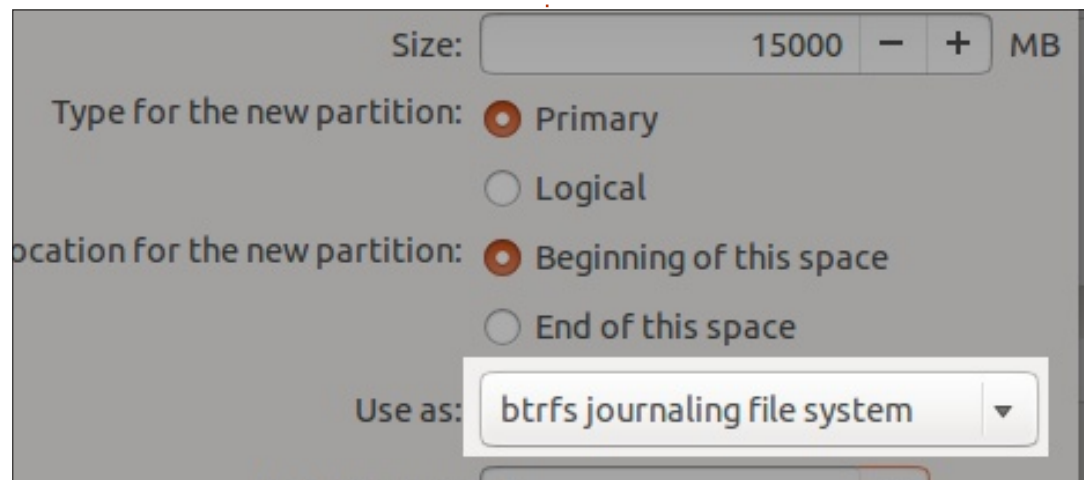 Size: 15000 − + MB
Type for the new partition: Primary
Logical
ocation for the new partition: Beginning of this space
End of this space
Use as: btrfs journaling file system